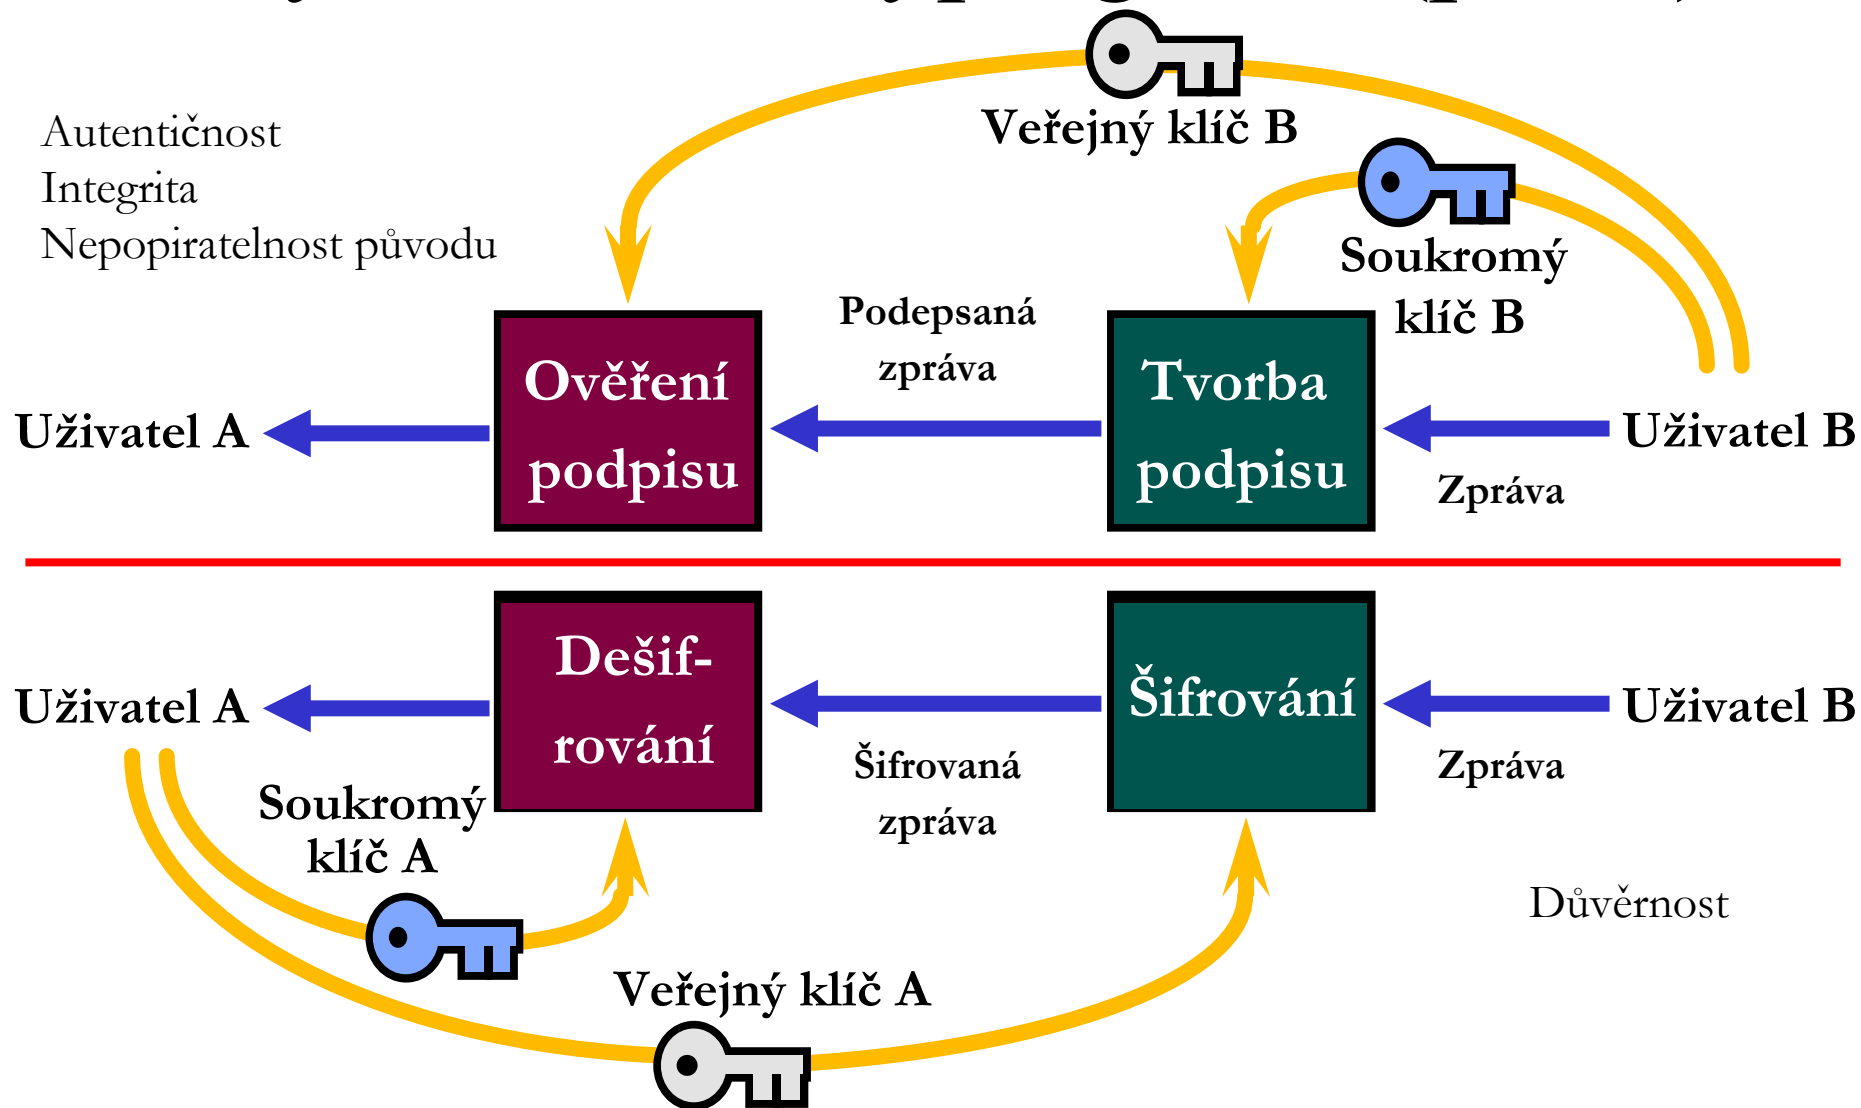 Veřejný klíč B
Autentičnost
Integrita
Nepopiratelnost původu
Soukromý
klíč B
Podepsaná
zpráva
Ověření
podpisu
Tvorba
podpisu
Uživatel A
Uživatel B
Zpráva
Dešif-
rování
Šifrování
Uživatel A
Uživatel B
Šifrovaná
zpráva
Zpráva
Soukromý
klíč A
Důvěrnost
Veřejný klíč A